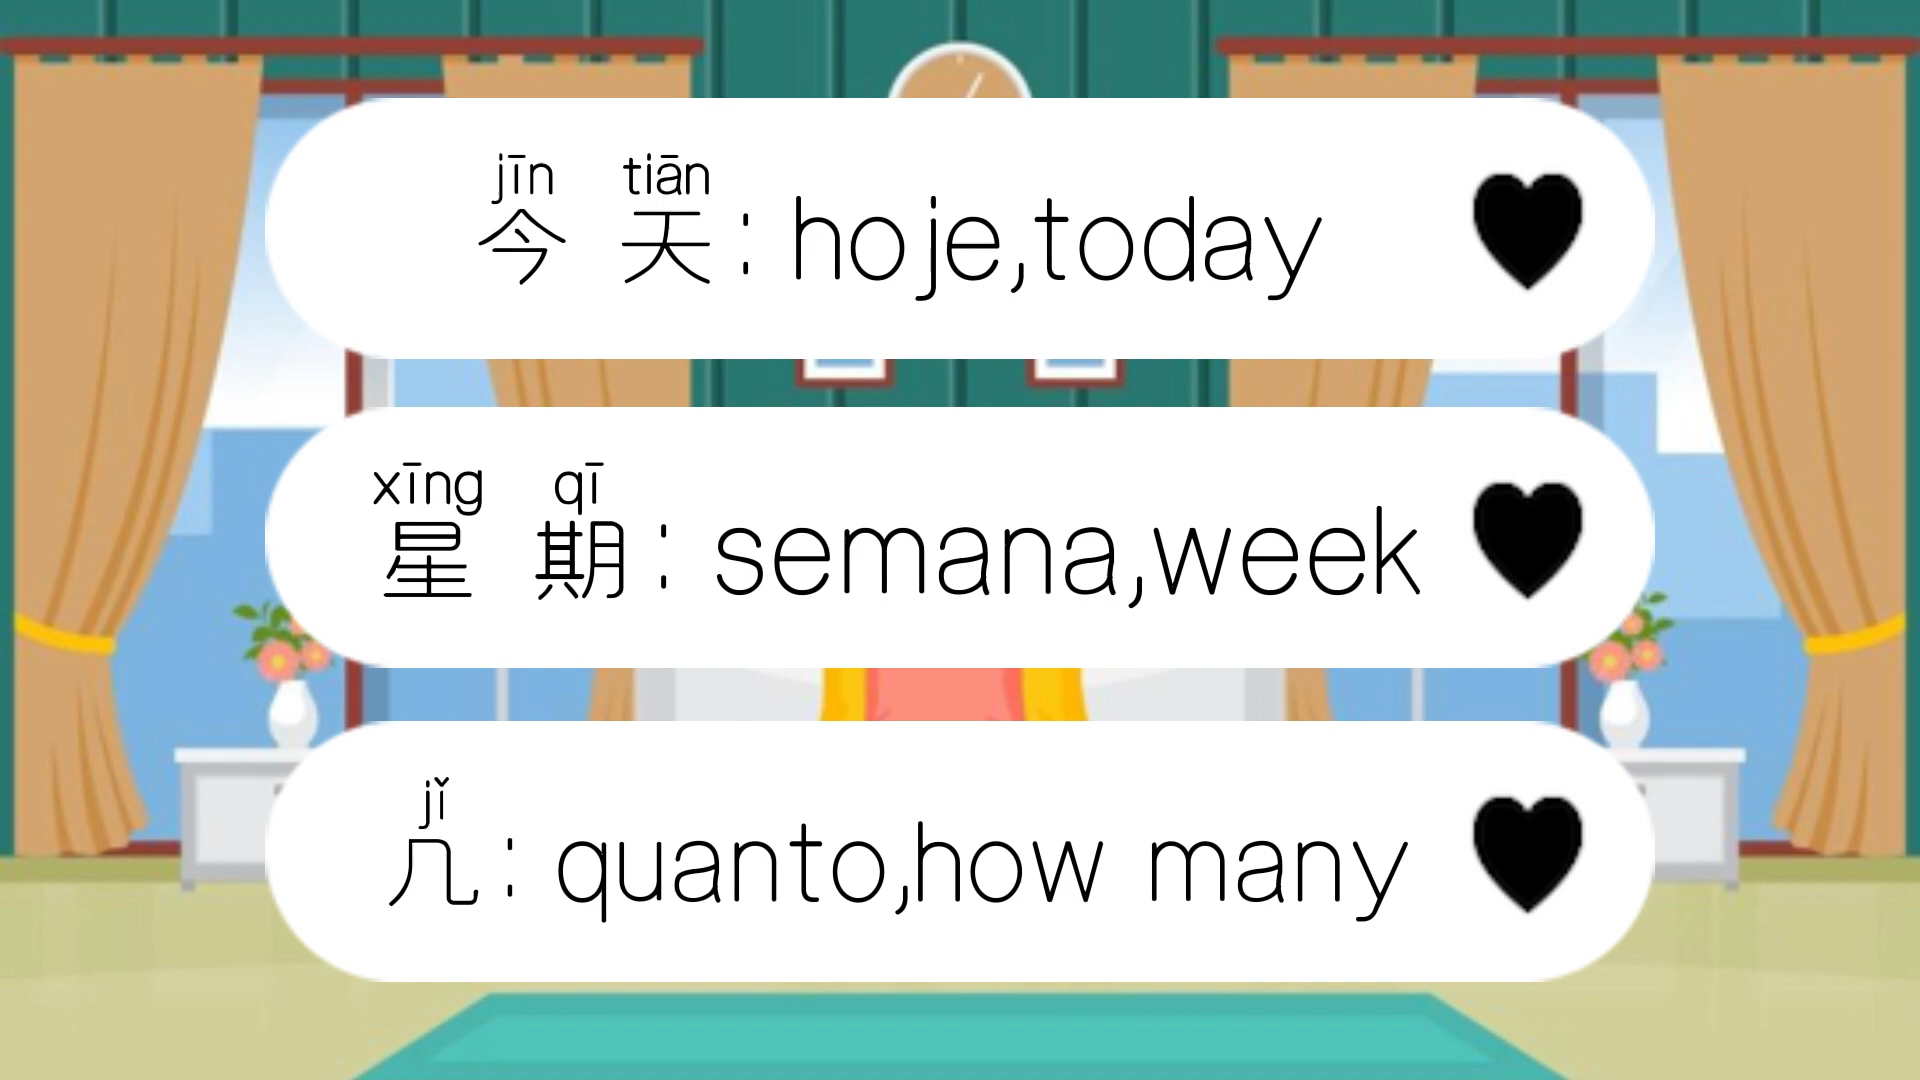 jīn tiān
今 天: hoje,today
xīng qī
星 期: semana,week
jǐ
几: quanto,how many